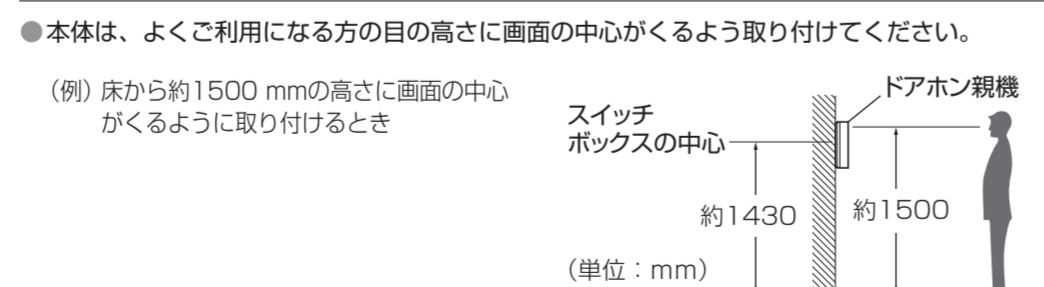 ●本体は、よくご利用になる方の目の高さに画面の中心がくるよう取り付けてください。
（例）床から約1500 mmの高さに画面の中心
がくるように取り付けるとき
ドアホン親機
スイッチ
ボックスの中心
約1430
約1500
（単位：mm）